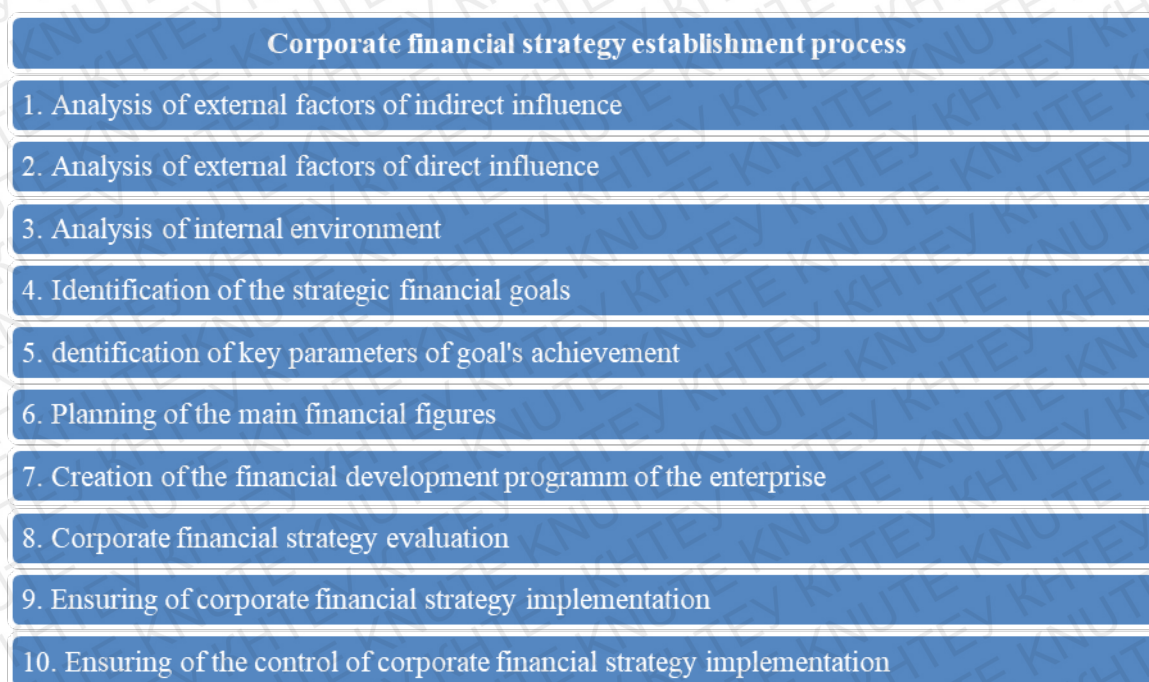 Corporate financial strategy establishment process
1. Analysis of external factors of indirect influence
2. Analysis of external factors of direct influence
3. Analysis of internal environment
4. Identification of the strategic financial goals
5. dentification of key parameters of goal's achievement
6. Planning of the main financial figures
7. Creation of the financial development programm of the enterprise
8. Corporate financial strategy evaluation
9. Ensuring of corporate financial strategy implementation
10. Ensuring of the control of corporate financial strategy implementation